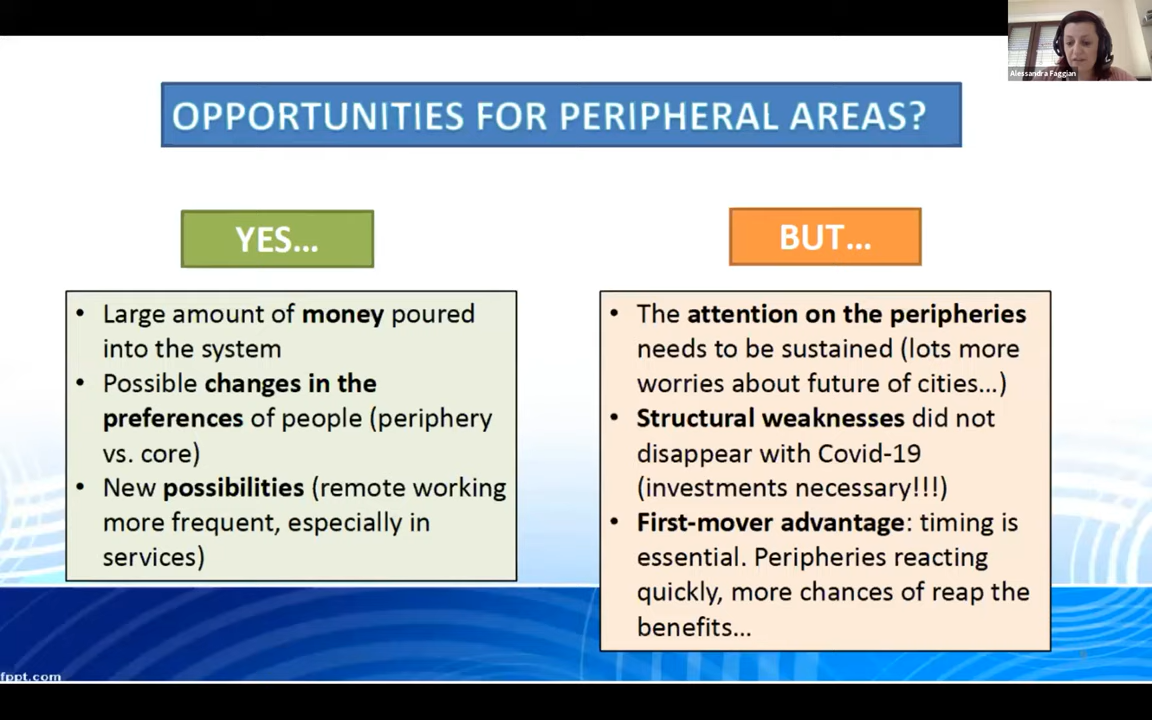 Alessandra Faggian
OPPORTUNITIES FOR PERIPHERAL AREAS?
YES...
• Large amount of money poured
into the system
• Possible changes in the
preferences of people (periphery
vs. core)
• New possibilities (remote working
more frequent, especially in
services)
BUT...
• The attention on the peripheries
needs to be sustained (lots more
worries about future of cities...)
• Structural weaknesses did not
disappear with Covid-19
(investments necessary!!!)
• First-mover advantage: timing is
essential. Peripheries reacting
quickly, more chances of reap the
benefits...
fppt.com